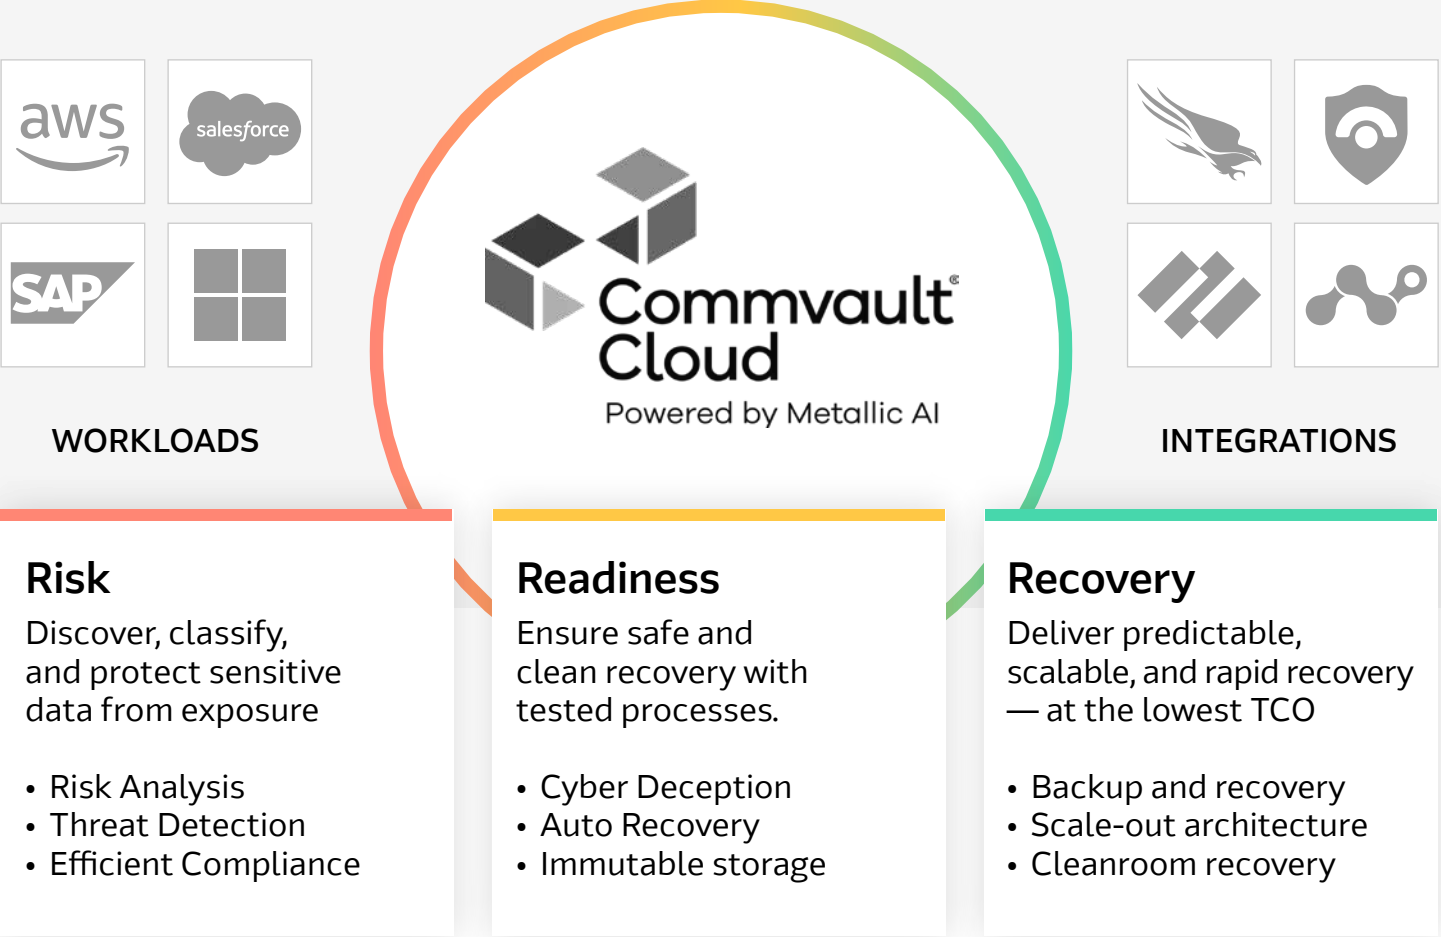 aws
salesforce
SAP
WORKLOADS
Commvault®
Cloud
Powered by Metallic AI
INTEGRATIONS
Risk
Discover, classify,
and protect sensitive
data from exposure
• Risk Analysis
• Threat Detection
• Efficient Compliance
Readiness
Ensure safe and
clean recovery with
tested processes.
• Cyber Deception
• Auto Recovery
• Immutable storage
Recovery
Deliver predictable,
scalable, and rapid recovery
— at the lowest TCO
• Backup and recovery
• Scale-out architecture
• Cleanroom recovery